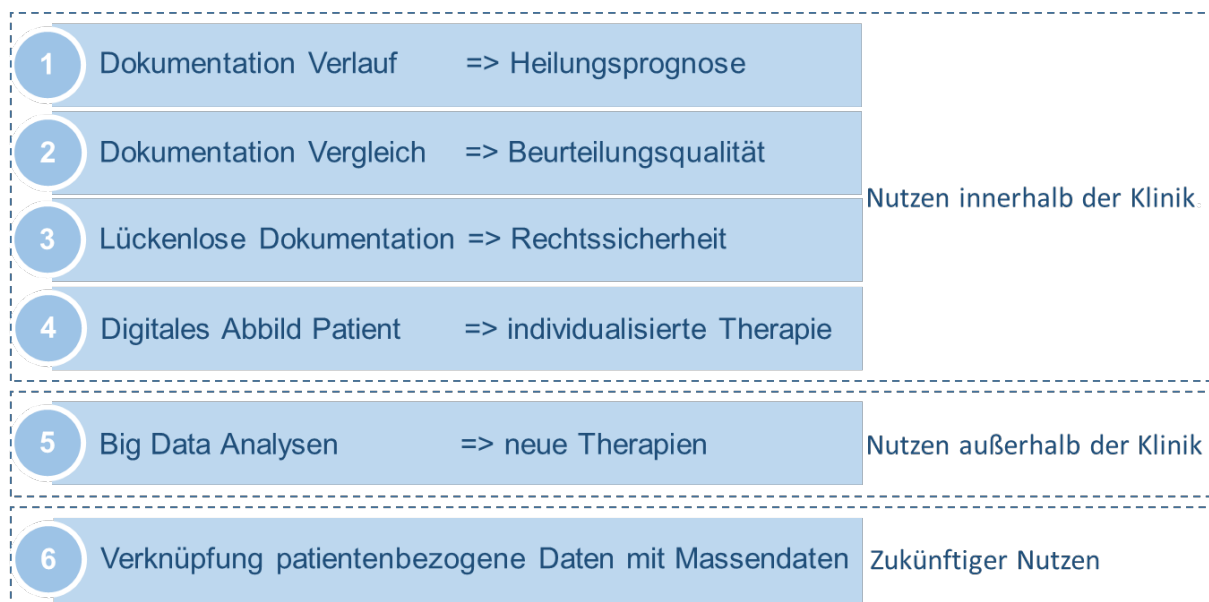 1 Dokumentation Verlauf => Heilungsprognose
2 Dokumentation Vergleich => Beurteilungsqualität
3 Lückenlose Dokumentation => Rechtssicherheit
4 Digitales Abbild Patient => individualisierte Therapie
Nutzen innerhalb der Klinik
5 Big Data Analysen => neue Therapien
Nutzen außerhalb der Klinik
6 Verknüpfung patientenbezogene Daten mit Massendaten
Zukünftiger Nutzen